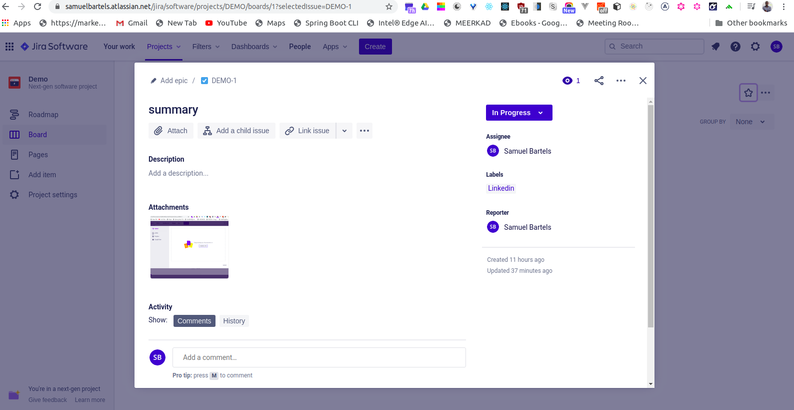 samuelbartels.atlassian.net/jira/software/projects/DEMO/boards/1?selectedIssue=DEMO-1
Apps https://marke... Gmail New Tab YouTube Maps Spring Boot CLI Intel® Edge AI... MEERKAD Ebooks - Goog... Meeting Roo... Other bookmarks
Jira Software Your work Projects Filters Dashboards People Apps Create Search SB
Demo
Next-gen software project
Roadmap
Board
Pages
Add item
Project settings
You're in a next-gen project
Give feedback Learn more
GROUP BY None
Add epic / DEMO-1 1
summary
Attach Add a child issue Link issue
Description
Add a description...
Attachments
Activity
Show: Comments History
SB Add a comment...
Pro tip: press M to comment
In Progress
Assignee
SB Samuel Bartels
Labels
Linkedin
Reporter
SB Samuel Bartels
Created 11 hours ago
Updated 37 minutes ago